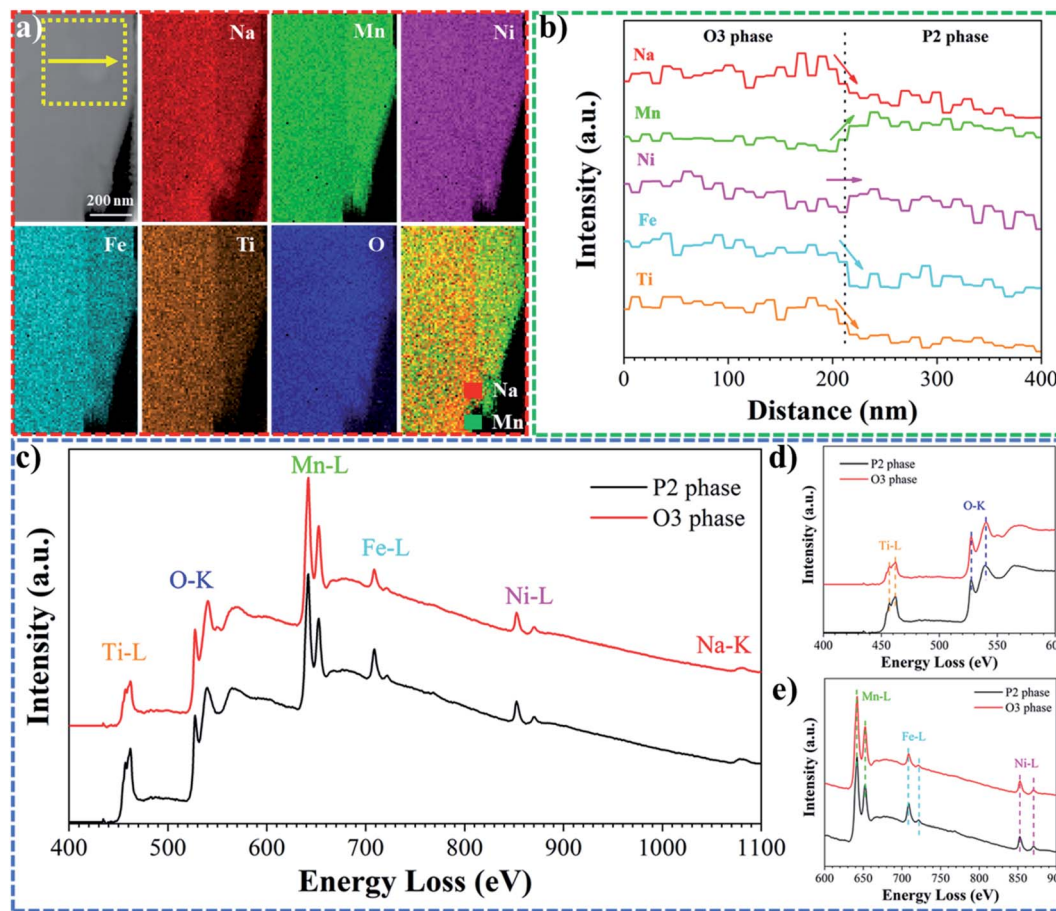 a)
Na
Mn
Ni
200 nm
Fe
Ti
O
Na
Mn
b)
O3 phase
P2 phase
Na
Mn
Ni
Fe
Ti
Intensity (a.u.)
0
100
200
300
400
Distance (nm)
c)
Mn-L
P2 phase
O3 phase
Fe-L
O-K
Ni-L
Ti-L
Na-K
Intensity (a.u.)
400
500
600
700
800
900
1000
1100
Energy Loss (eV)
d)
P2 phase
O3 phase
O-K
Ti-L
Intensity (a.u.)
400
450
500
550
600
Energy Loss (eV)
e)
Mn-L
P2 phase
O3 phase
Fe-L
Ni-L
Intensity (a.u.)
600
650
700
750
800
850
900
Energy Loss (eV)